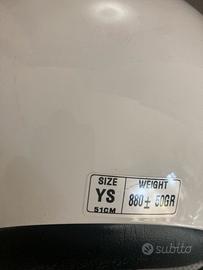 SIZE
YS
51CM
WEIGHT
880± 50GR
subito